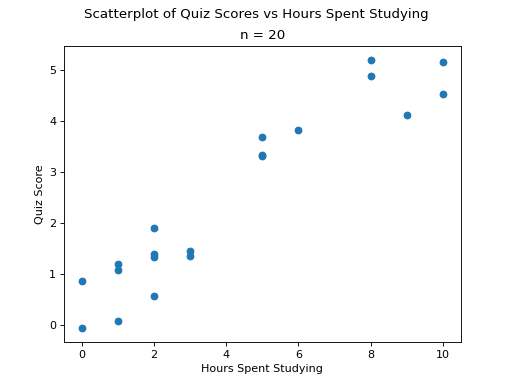 Scatterplot of Quiz Scores vs Hours Spent Studying
n = 20
5
4
3
2
1
0
Quiz Score
0 2 4 6 8 10
Hours Spent Studying